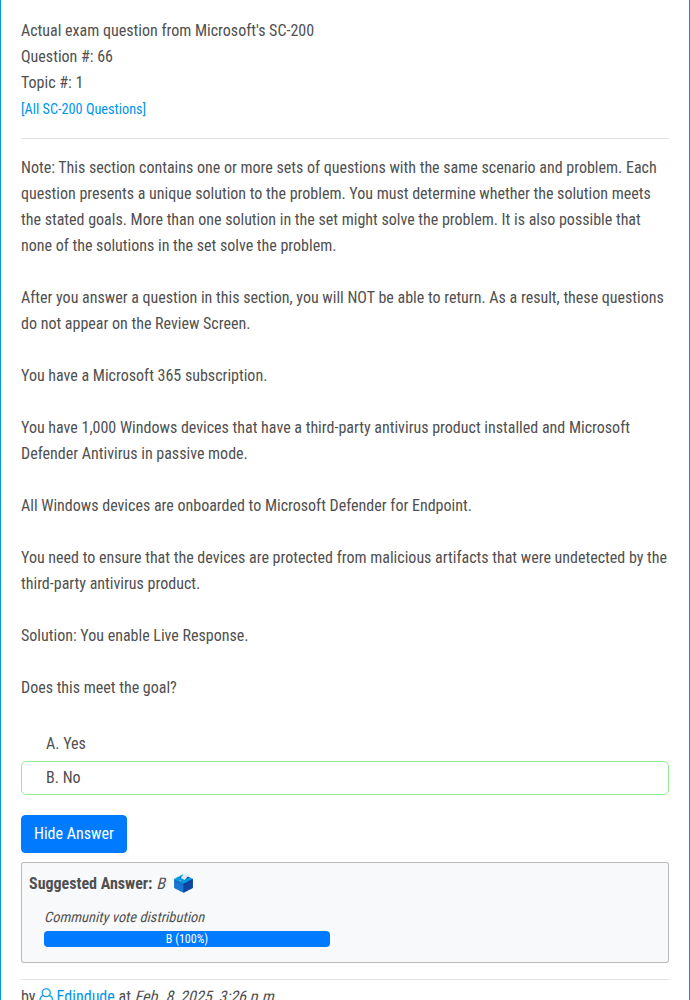 Actual exam question from Microsoft's SC-200
Question #: 66
Topic #: 1
[All SC-200 Questions]
Note: This section contains one or more sets of questions with the same scenario and problem. Each
question presents a unique solution to the problem. You must determine whether the solution meets
the stated goals. More than one solution in the set might solve the problem. It is also possible that
none of the solutions in the set solve the problem.
After you answer a question in this section, you will NOT be able to return. As a result, these questions
do not appear on the Review Screen.
You have a Microsoft 365 subscription.
You have 1,000 Windows devices that have a third-party antivirus product installed and Microsoft
Defender Antivirus in passive mode.
All Windows devices are onboarded to Microsoft Defender for Endpoint.
You need to ensure that the devices are protected from malicious artifacts that were undetected by the
third-party antivirus product.
Solution: You enable Live Response.
Does this meet the goal?
A. Yes
B. No
Hide Answer
Suggested Answer: B
Community vote distribution
B (100%)
by Edindude at Feb. 8, 2025, 3:26 p.m.